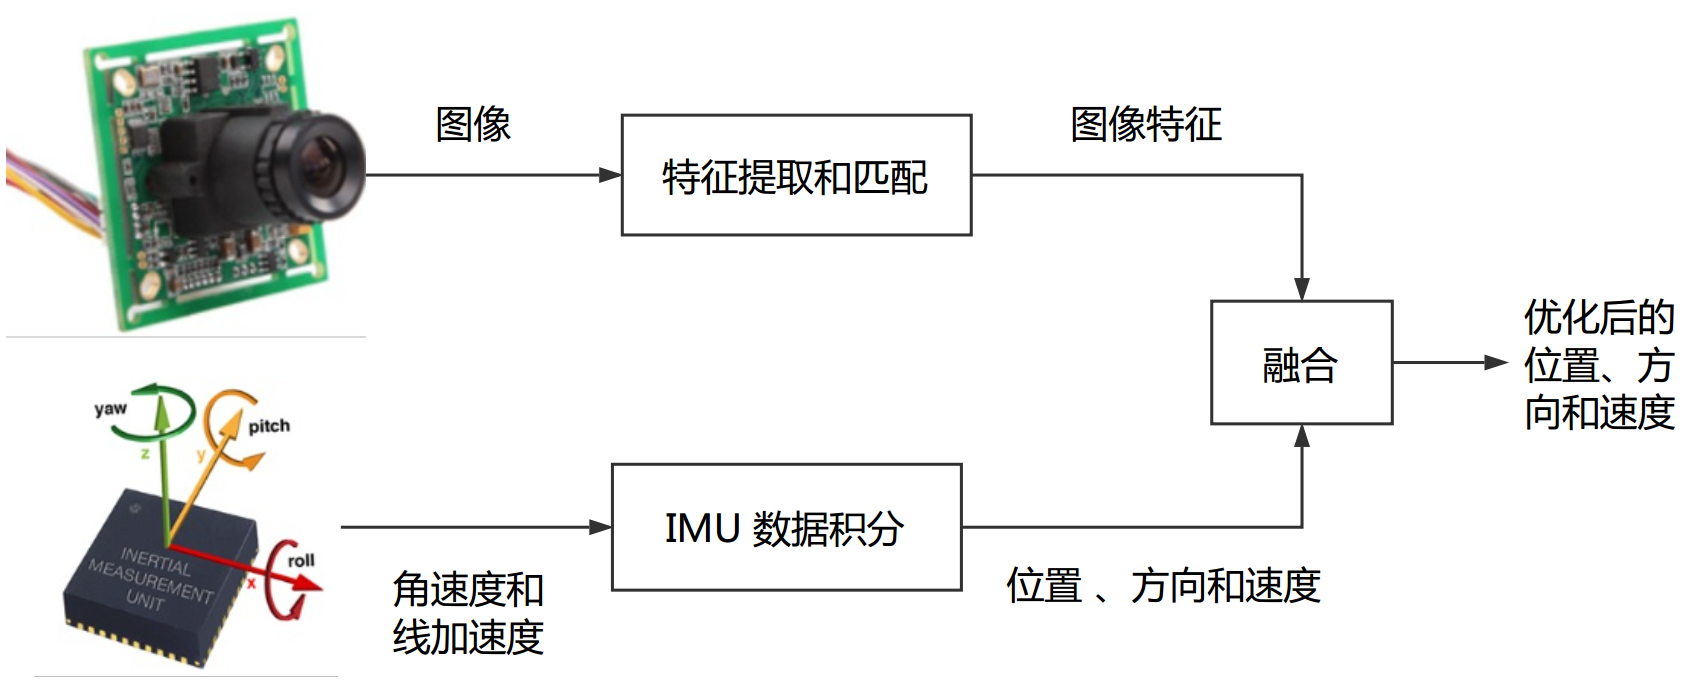 图像
特征提取和匹配
图像特征
融合
优化后的
位置、方
向和速度
yaw
pitch
z
y
x
roll
INERTIAL
MEASUREMENT
UNIT
角速度和
线加速度
IMU 数据积分
位置 、方向和速度